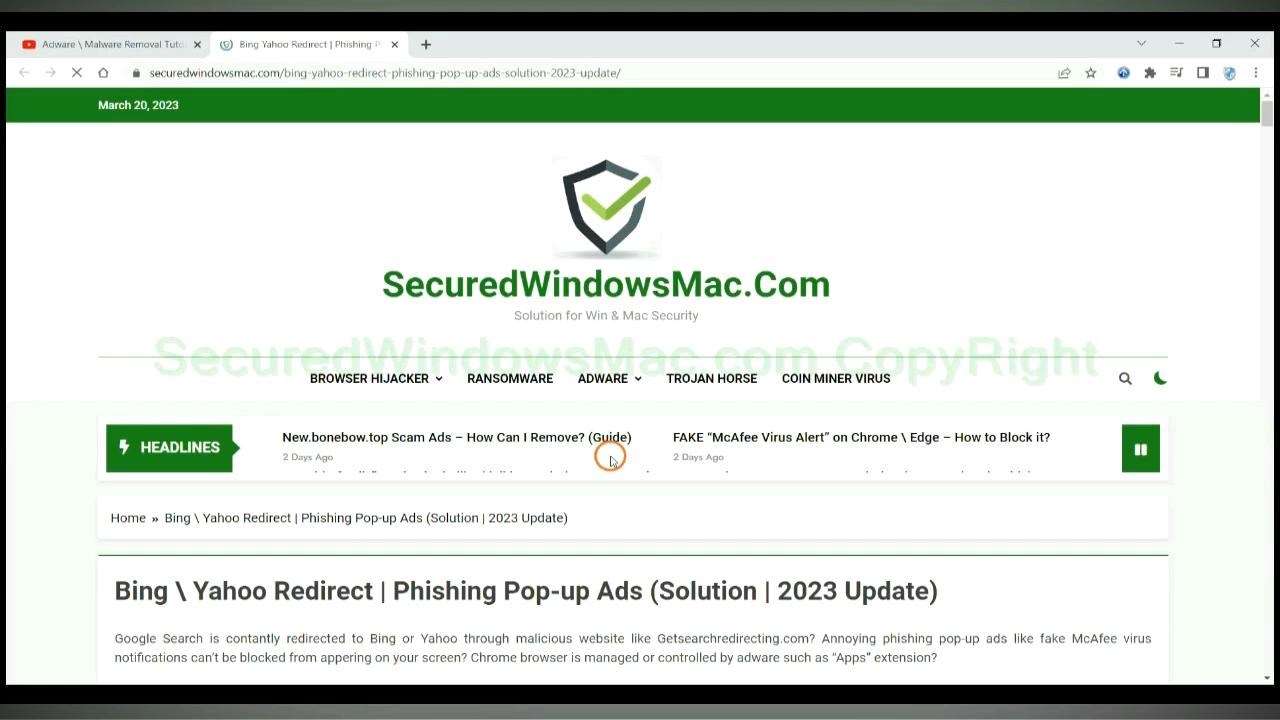 Adware \ Malware Removal Tuto
Bing Yahoo Redirect | Phishing P
securedwindowsmac.com/bing-yahoo-redirect-phishing-pop-up-ads-solution-2023-update/
March 20, 2023
SecuredWindowsMac.Com
Solution for Win & Mac Security
SecuredWindowsMac.com CopyRight
BROWSER HIJACKER RANSOMWARE ADWARE TROJAN HORSE COIN MINER VIRUS
HEADLINES
New.bonebow.top Scam Ads – How Can I Remove? (Guide)
2 Days Ago
FAKE “McAfee Virus Alert” on Chrome \ Edge – How to Block it?
2 Days Ago
Home » Bing \ Yahoo Redirect | Phishing Pop-up Ads (Solution | 2023 Update)
Bing \ Yahoo Redirect | Phishing Pop-up Ads (Solution | 2023 Update)
Google Search is contantly redirected to Bing or Yahoo through malicious website like Getsearchredirecting.com? Annoying phishing pop-up ads like fake McAfee virus
notifications can’t be blocked from appering on your screen? Chrome browser is managed or controlled by adware such as “Apps” extension?